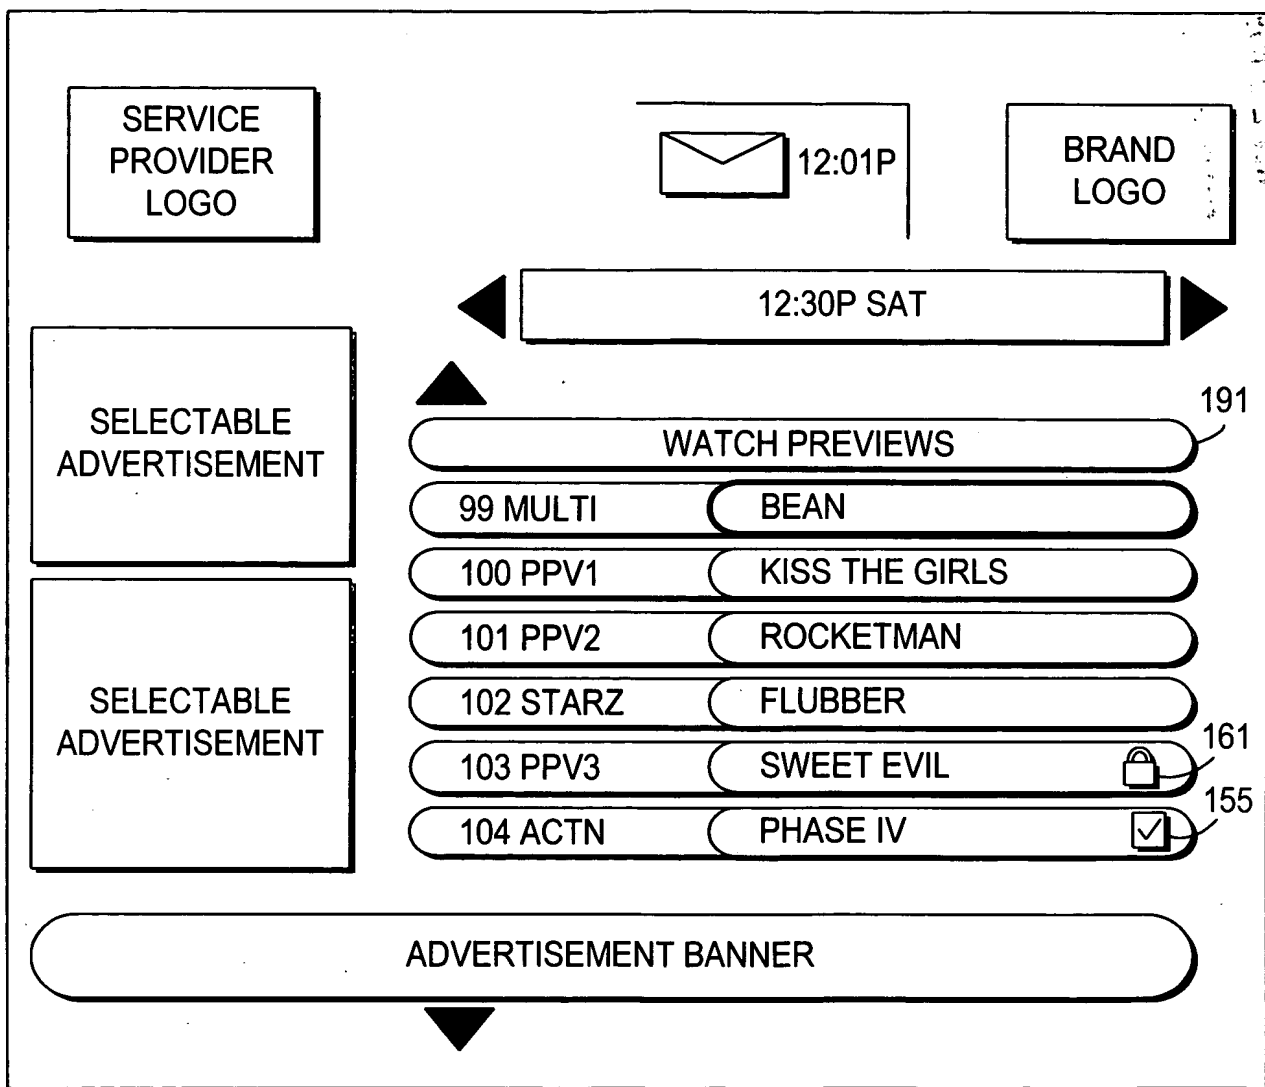 SERVICE
PROVIDER
LOGO
12:01P
BRAND
LOGO
12:30P SAT
SELECTABLE
ADVERTISEMENT
191
WATCH PREVIEWS
99 MULTI BEAN
100 PPV1 KISS THE GIRLS
101 PPV2 ROCKETMAN
102 STARZ FLUBBER
SELECTABLE
ADVERTISEMENT
103 PPV3 SWEET EVIL 161
104 ACTN PHASE IV 155
ADVERTISEMENT BANNER